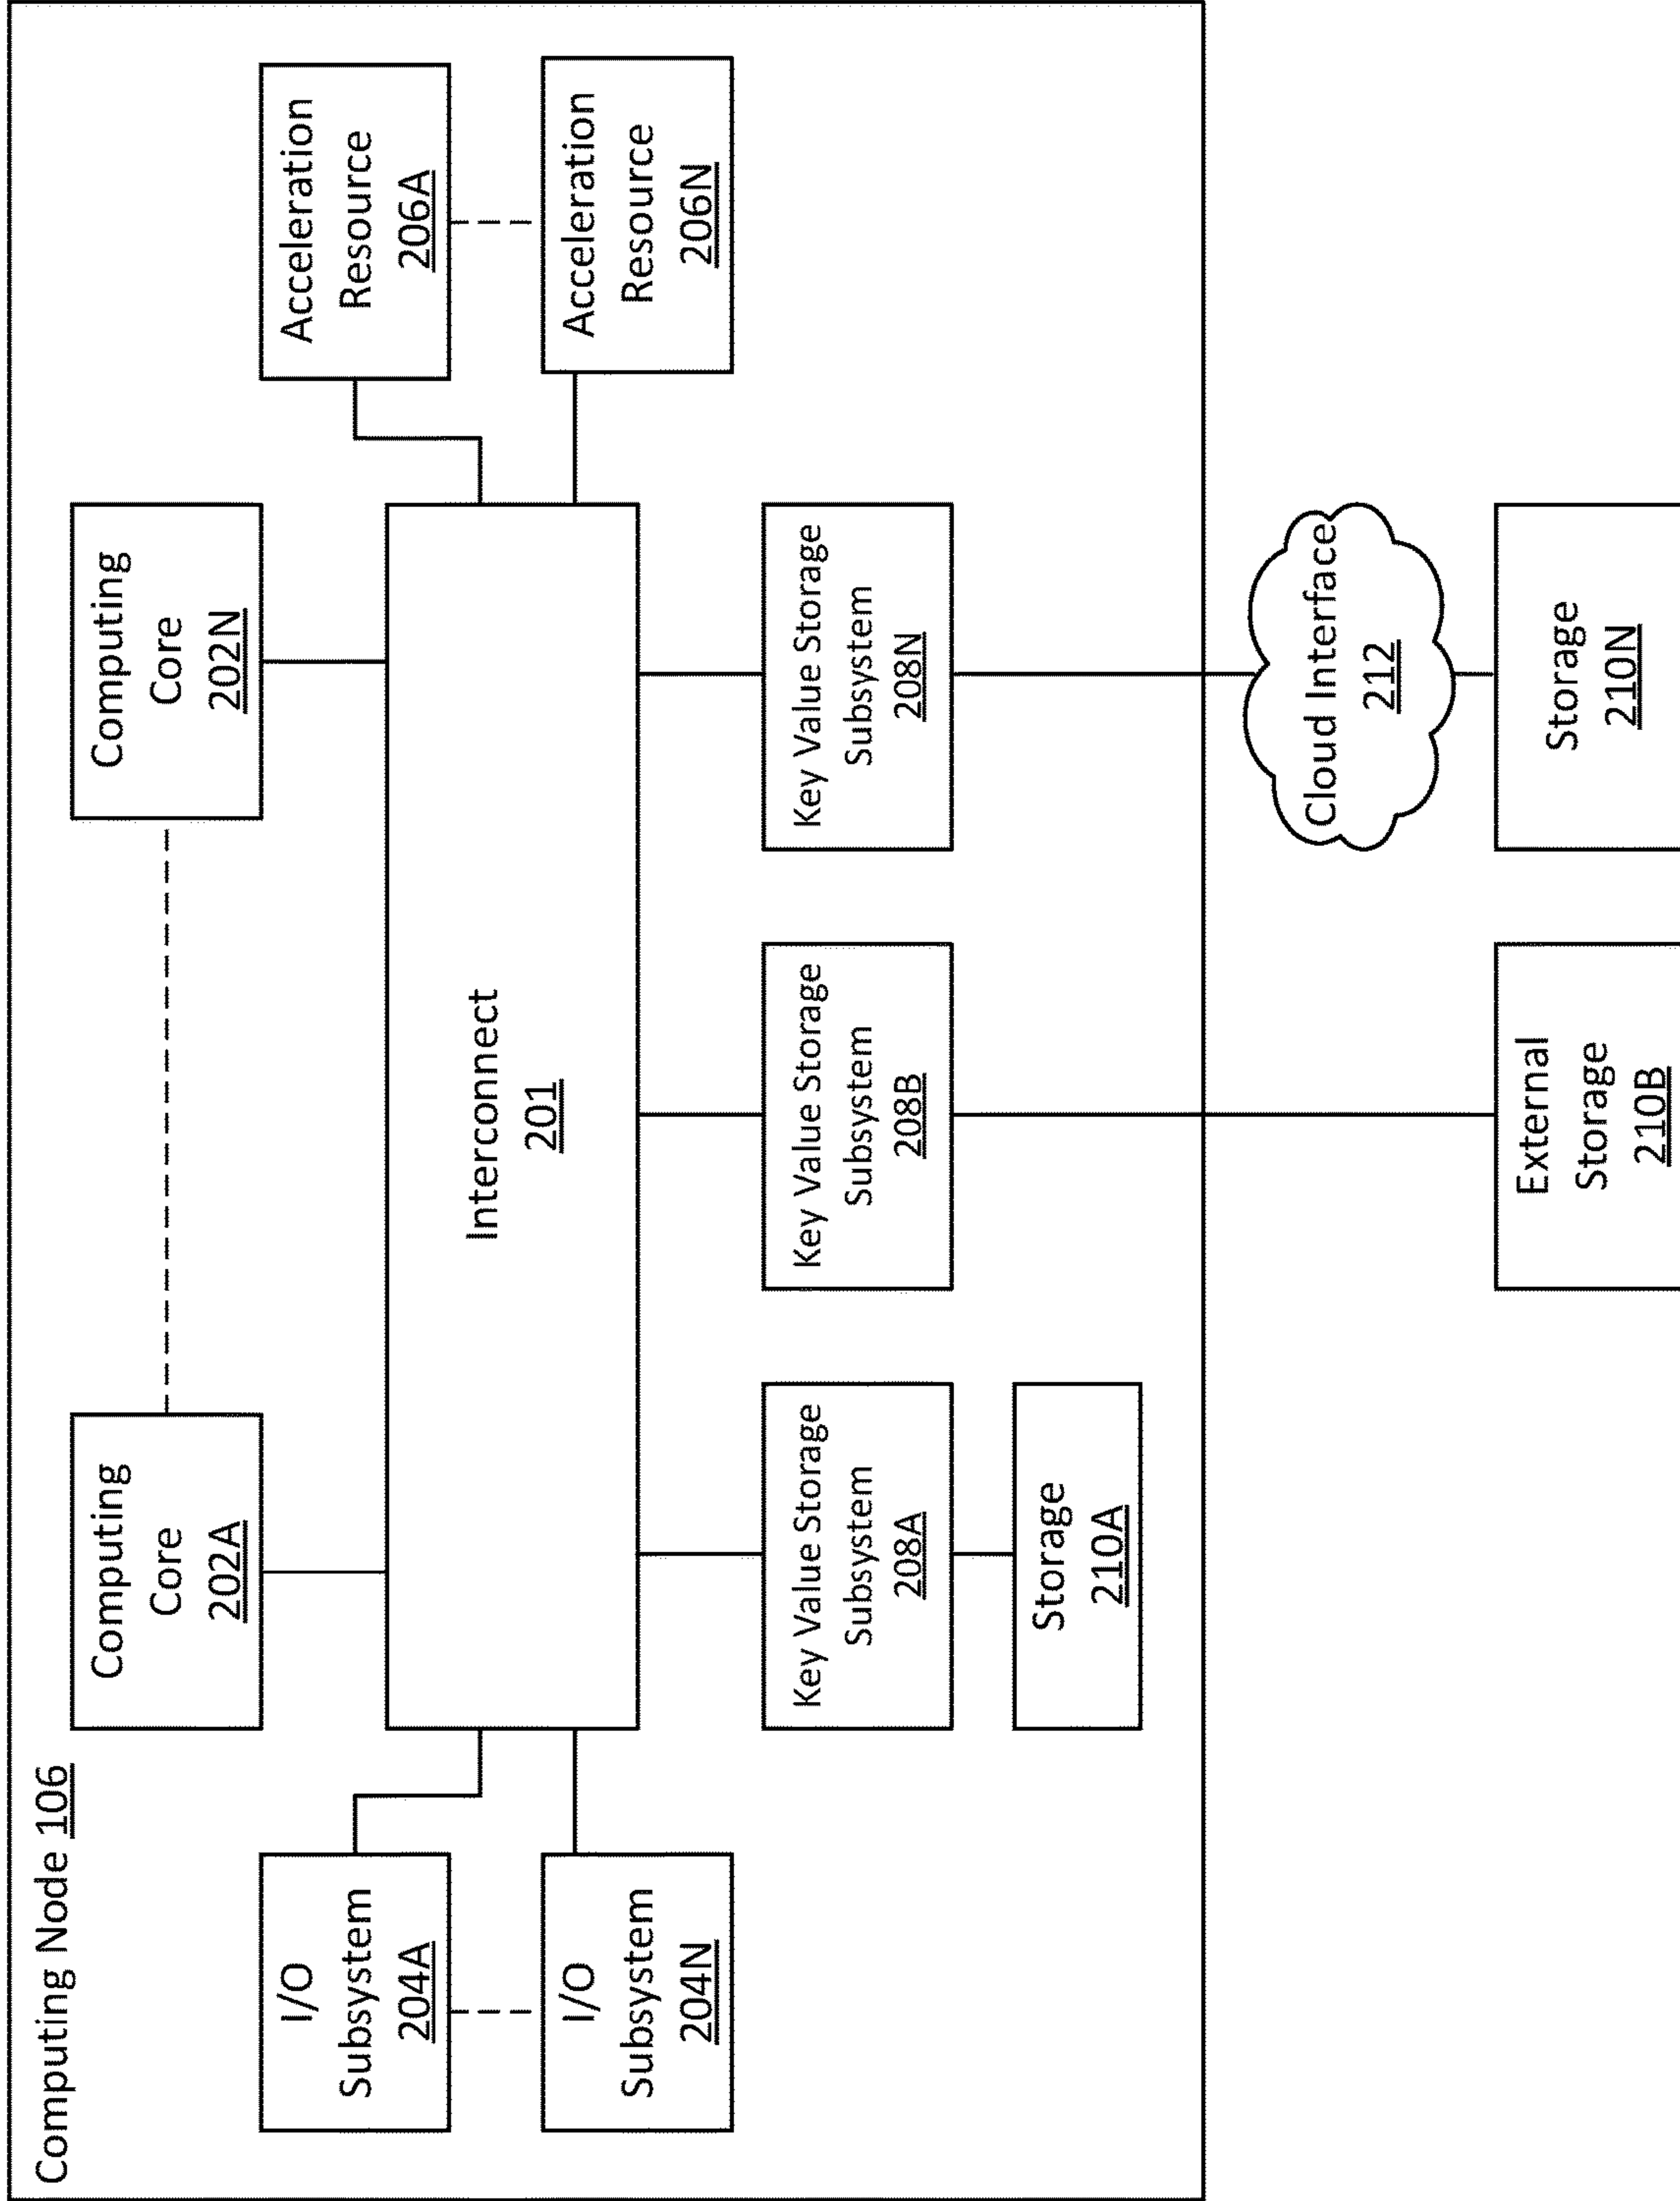 Computing Node 106
Computing
Core
202A
Computing
Core
202N
I/O
Subsystem
204A
I/O
Subsystem
204N
Interconnect
201
Acceleration
Resource
206A
Acceleration
Resource
206N
Key Value Storage
Subsystem
208A
Key Value Storage
Subsystem
208B
Key Value Storage
Subsystem
208N
Storage
210A
Cloud Interface
212
External
Storage
210B
Storage
210N